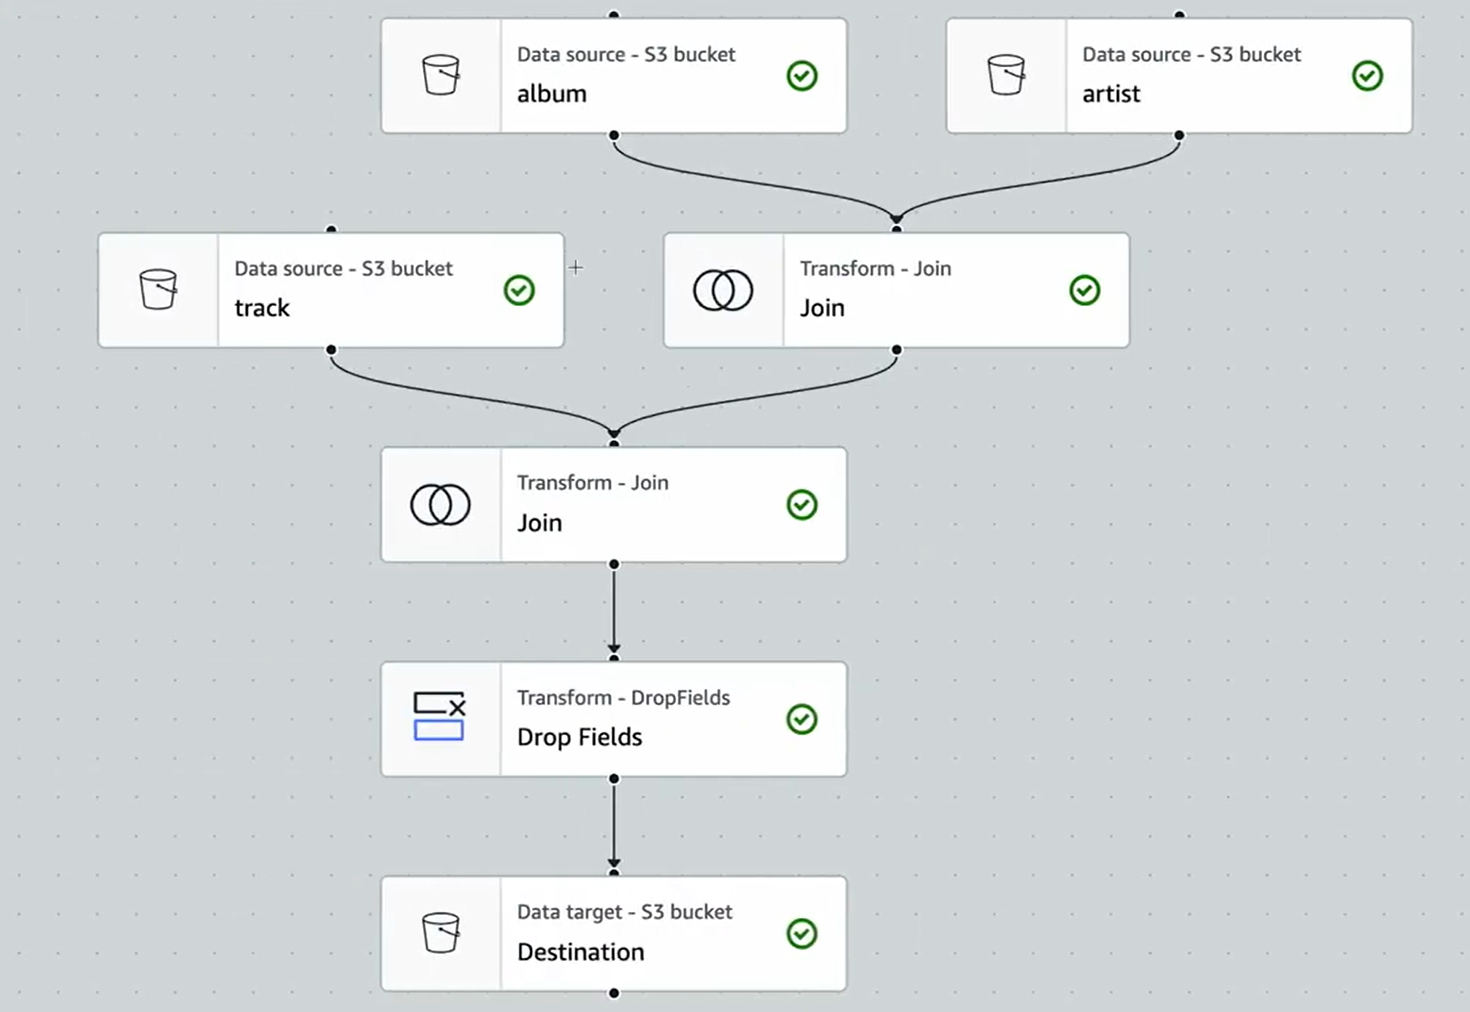 Data source - S3 bucket
album
Data source - S3 bucket
artist
Data source - S3 bucket
track
Transform - Join
Join
Transform - Join
Join
Transform - DropFields
Drop Fields
Data target - S3 bucket
Destination